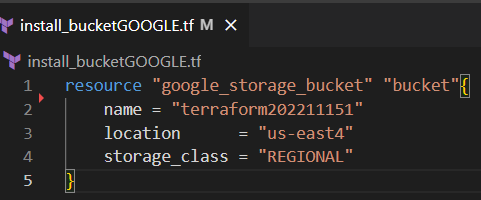 install_bucketGOOGLE.tf M
install_bucketGOOGLE.tf
1 resource "google_storage_bucket" "bucket"{
2 name = "terraform202211151"
3 location = "us-east4"
4 storage_class = "REGIONAL"
5 }